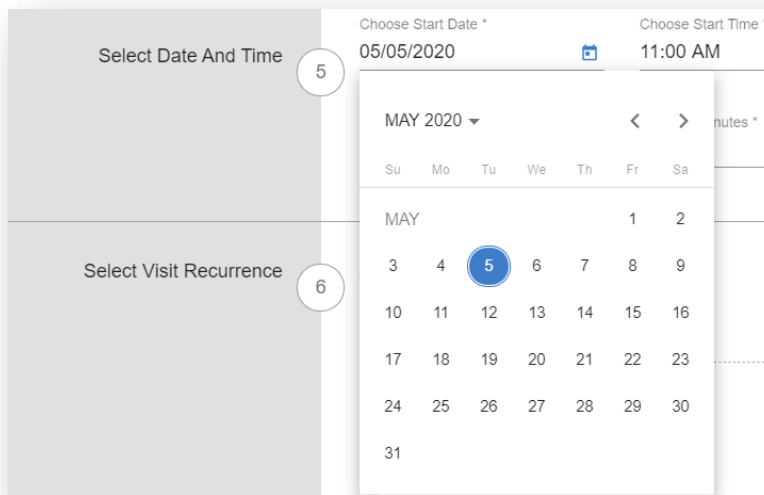 Choose Start Date * Choose Start Time *
Select Date And Time 5 05/05/2020 11:00 AM
MAY 2020
nutes *
Su Mo Tu We Th Fr Sa
MAY 1 2
Select Visit Recurrence 6
3 4 5 6 7 8 9
10 11 12 13 14 15 16
17 18 19 20 21 22 23
24 25 26 27 28 29 30
31